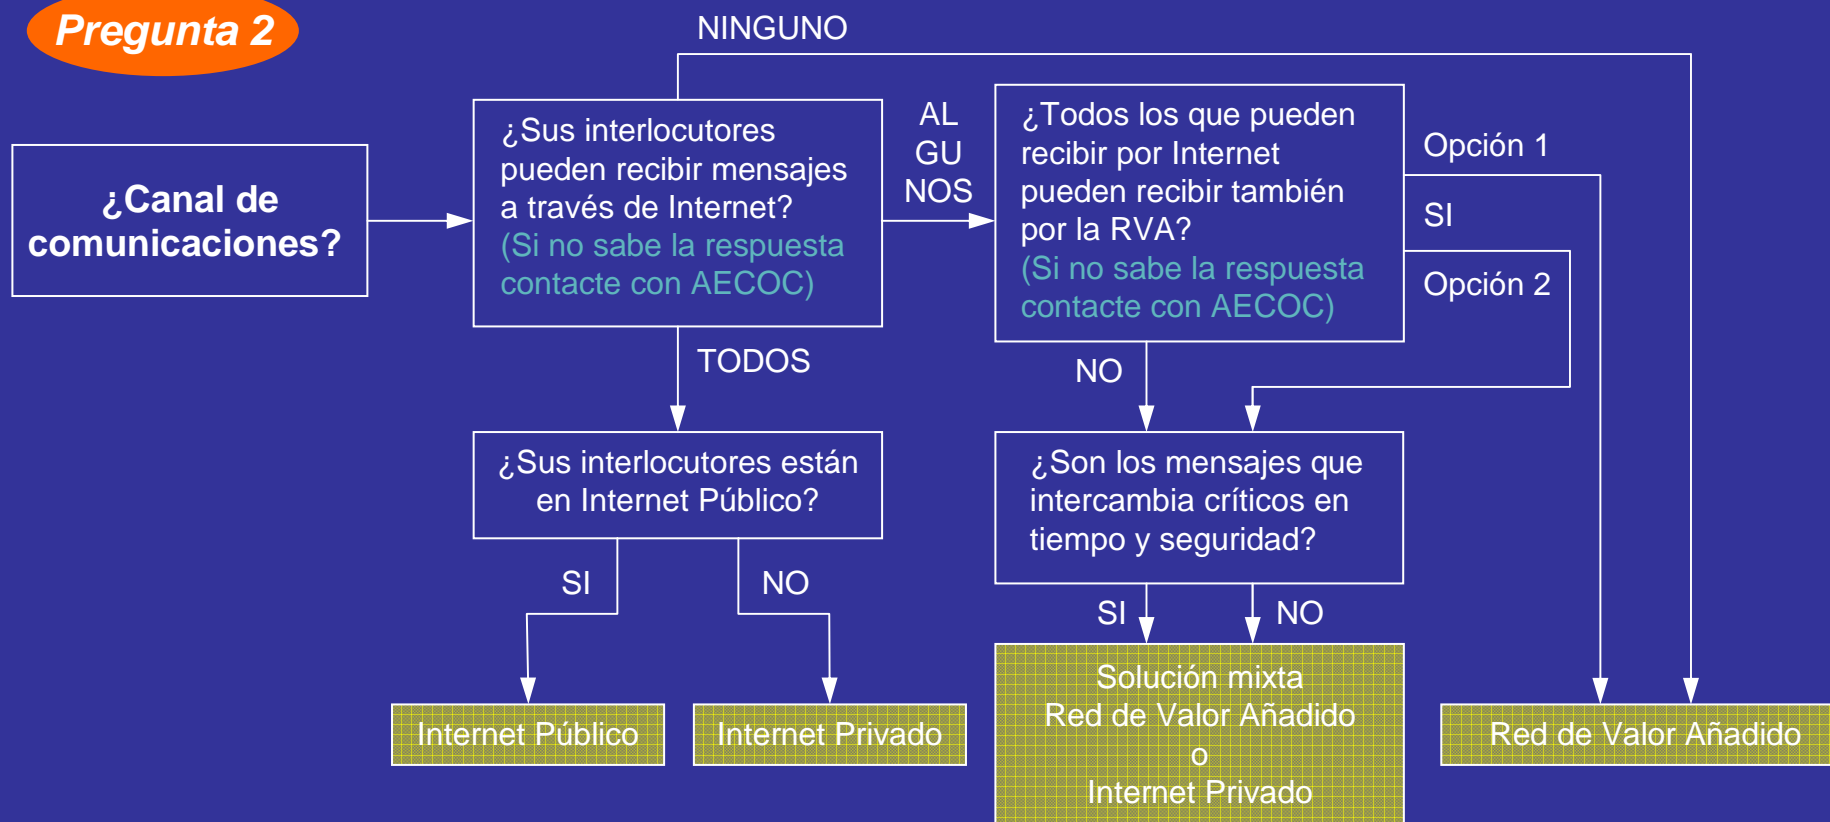 Pregunta 2
NINGUNO
¿Canal de
comunicaciones?
¿Sus interlocutores
pueden recibir mensajes
a través de Internet?
(Si no sabe la respuesta
contacte con AECOC)
AL
GU
NOS
¿Todos los que pueden
recibir por Internet
pueden recibir también
por la RVA?
(Si no sabe la respuesta
contacte con AECOC)
Opción 1
SI
Opción 2
TODOS
NO
¿Sus interlocutores están
en Internet Público?
¿Son los mensajes que
intercambia críticos en
tiempo y seguridad?
SI
NO
SI
NO
Internet Público
Internet Privado
Solución mixta
Red de Valor Añadido
o
Internet Privado
Red de Valor Añadido